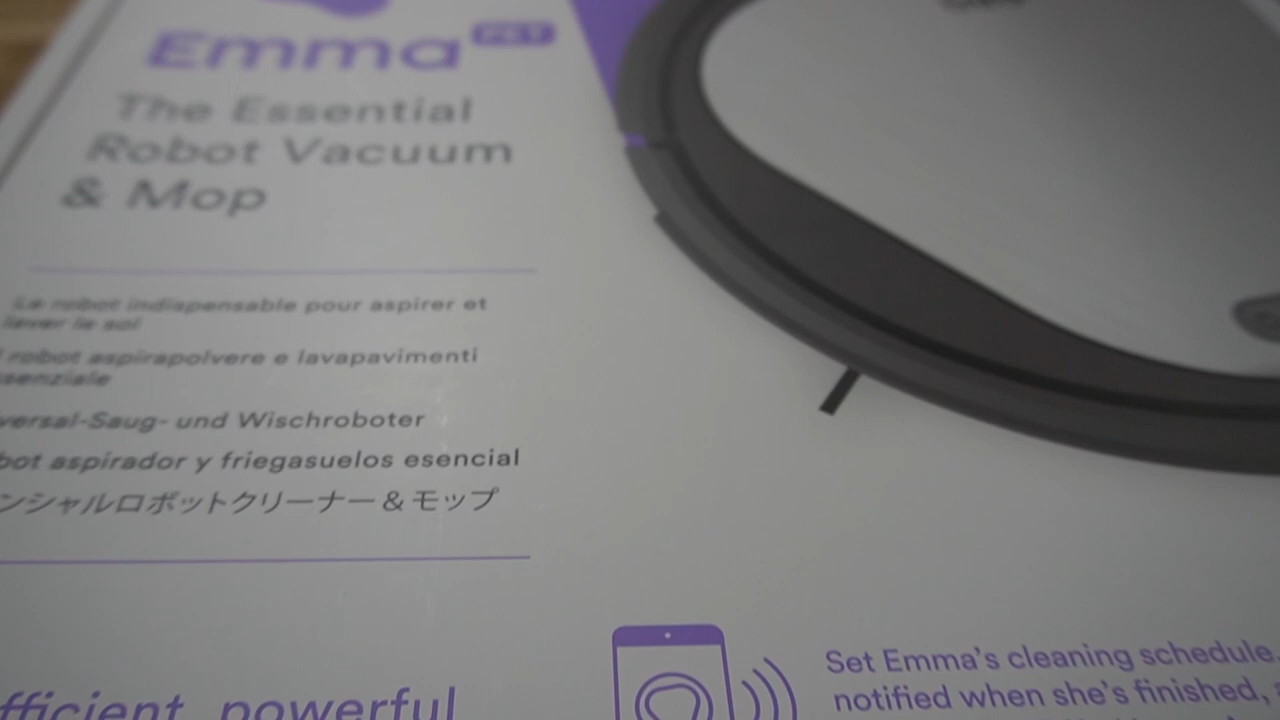 Emma PET
The Essential
Robot Vacuum
& Mop
Le robot indispensable pour aspirer et
laver le sol
robot aspirapolvere e lavapavimenti
senziale
versal-Saug- und Wischroboter
bot aspirador y friegasuelos esencial
ンシャルロボットクリーナー&モップ
Set Emma's cleaning schedule.
fficient, powerful
notified when she's finished,